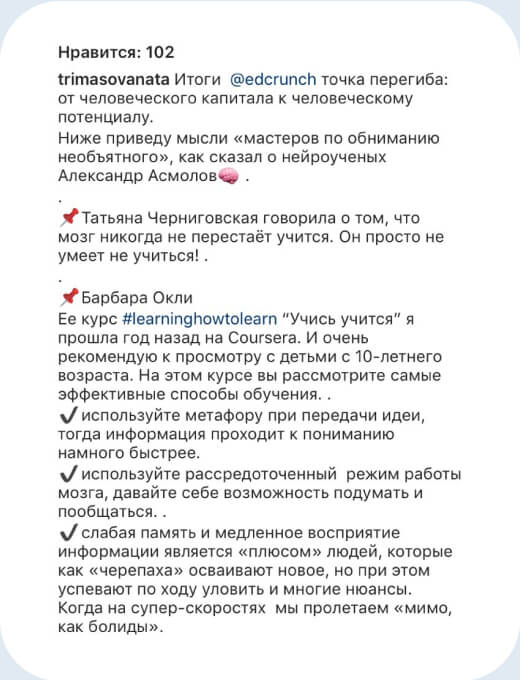 Нравится: 102
trimasovanata Итоги @edcrunch точка перегиба:
от человеческого капитала к человеческому
потенциалу.
Ниже приведу мысли «мастеров по обниманию
необъятного», как сказал о нейроученых
Александр Асмолов🧠 .
.
📌Татьяна Черниговская говорила о том, что
мозг никогда не перестаёт учится. Он просто не
умеет не учиться! .
.
📌Барбара Окли
Ее курс #learninghowtolearn “Учись учится” я
прошла год назад на Coursera. И очень
рекомендую к просмотру с детьми с 10-летнего
возраста. На этом курсе вы рассмотрите самые
эффективные способы обучения. .
✔️используйте метафору при передачи идеи,
тогда информация проходит к пониманию
намного быстрее.
✔️используйте рассредоточенный режим работы
мозга, давайте себе возможность подумать и
пообщаться. .
✔️слабая память и медленное восприятие
информации является «плюсом» людей, которые
как «черепаха» осваивают новое, но при этом
успевают по ходу уловить и многие нюансы.
Когда на супер-скоростях мы пролетаем «мимо,
как болиды».